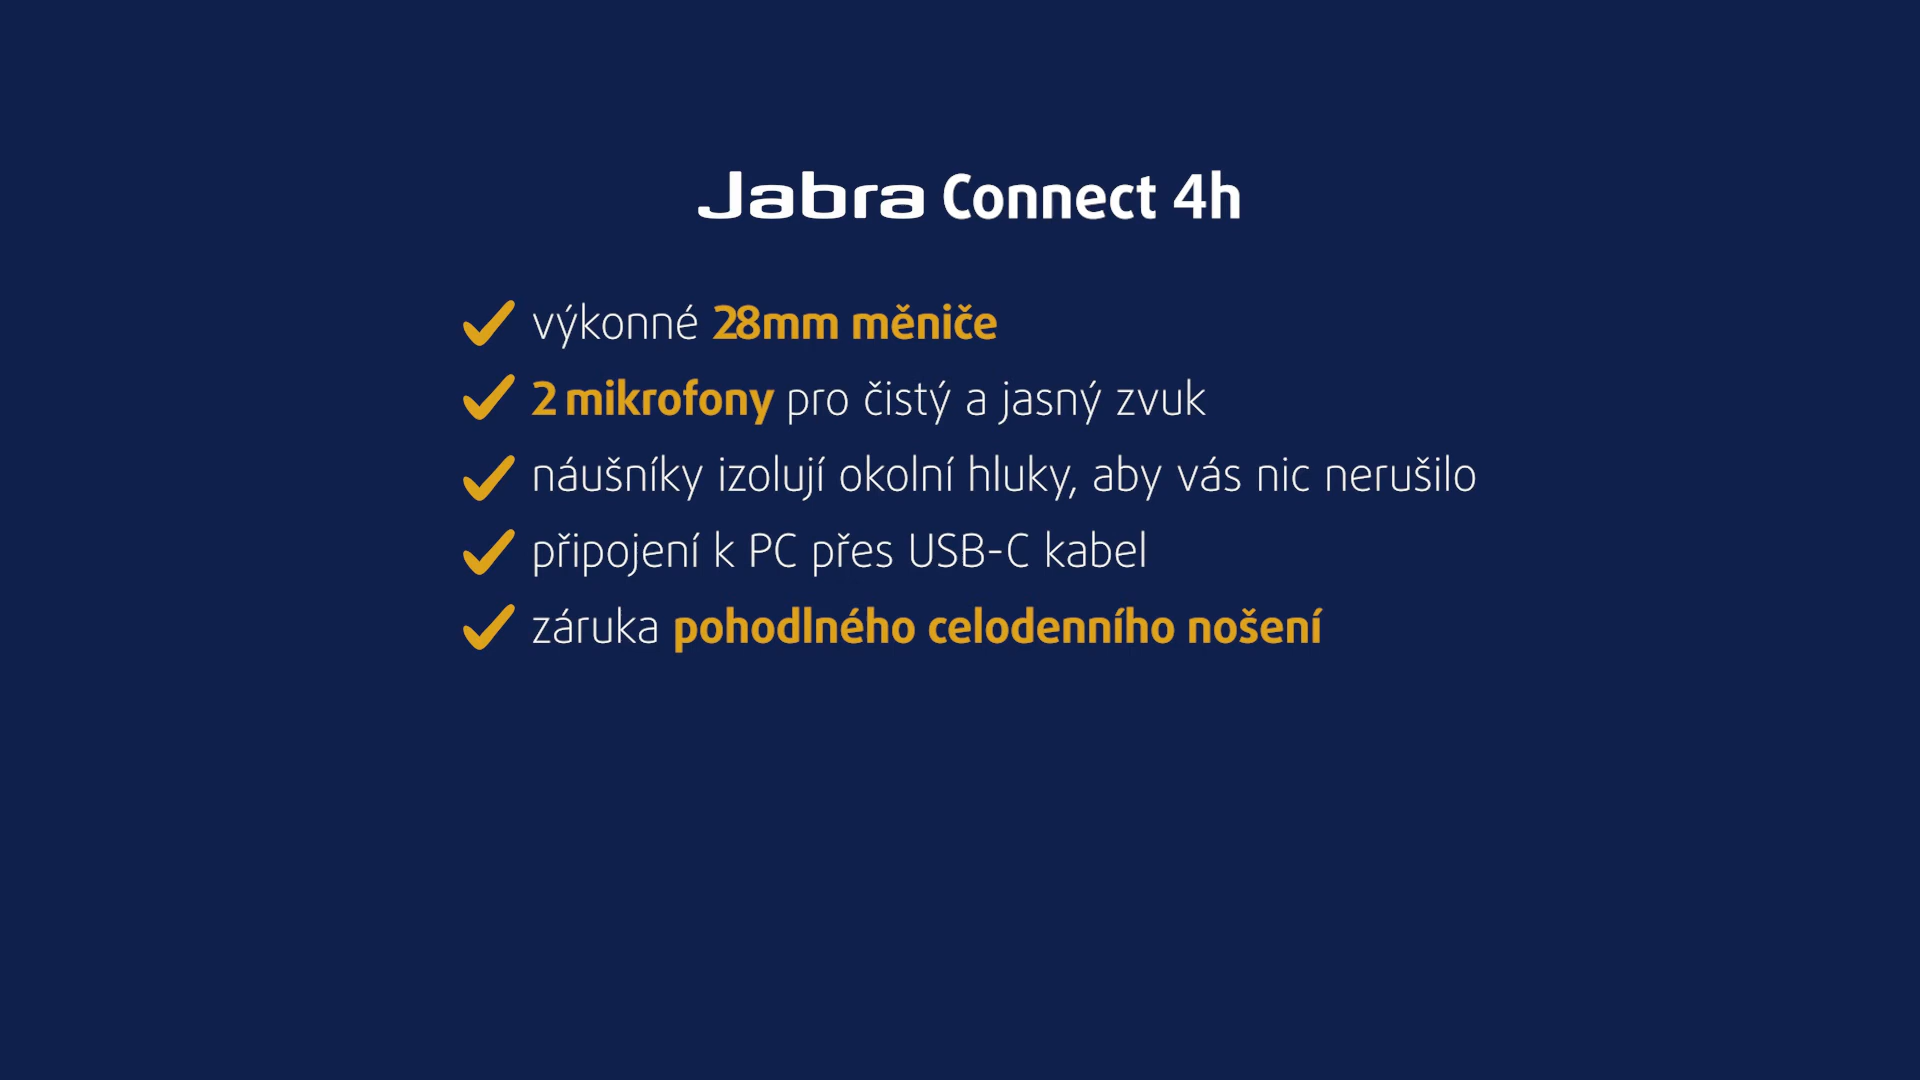 Jabra Connect 4h
výkonné 28mm měniče
2 mikrofony pro čistý a jasný zvuk
náušníky izolují okolní hluky, aby vás nic nerušilo
připojení k PC přes USB-C kabel
záruka pohodlného celodenního nošení